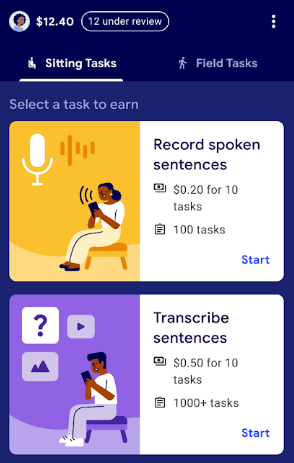 $12.40 12 under review
Sitting Tasks Field Tasks
Select a task to earn
Record spoken
sentences
$0.20 for 10
tasks
100 tasks
Start
?
Transcribe
sentences
$0.50 for 10
tasks
1000+ tasks
Start